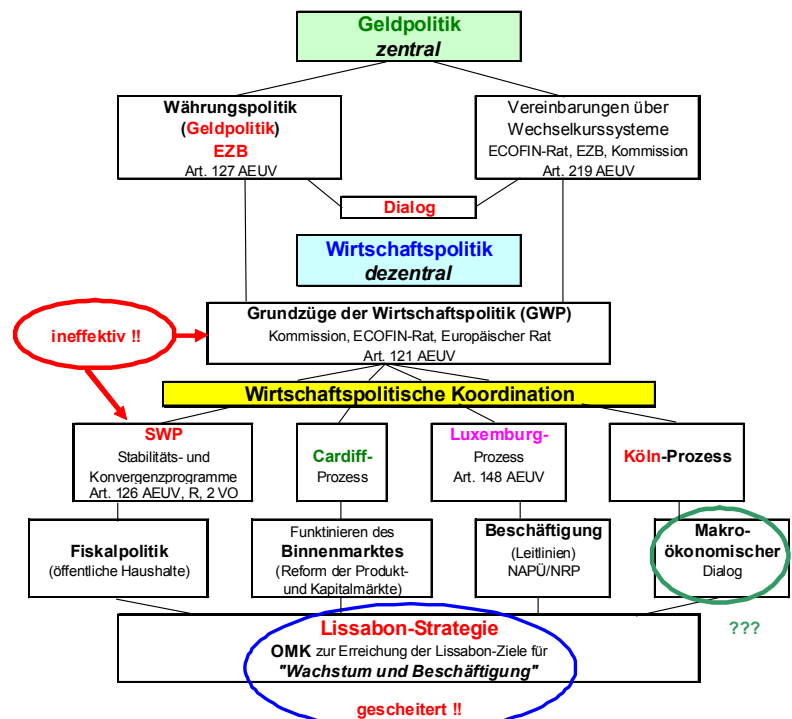 Geldpolitik
zentral
Währungspolitik
(Geldpolitik)
EZB
Art. 127 AEUV
Vereinbarungen über
Wechselkurssysteme
ECOFIN-Rat, EZB, Kommission
Art. 219 AEUV
Dialog
Wirtschaftspolitik
dezentral
ineffektiv !!
Grundzüge der Wirtschaftspolitik (GWP)
Kommission, ECOFIN-Rat, Europäischer Rat
Art. 121 AEUV
Wirtschaftspolitische Koordination
SWP
Stabilitäts- und
Konvergenzprogramme
Art. 126 AEUV, R, 2 VO
Cardiff-
Prozess
Luxemburg-
Prozess
Art. 148 AEUV
Köln-Prozess
Fiskalpolitik
(öffentliche Haushalte)
Funktinieren des
Binnenmarktes
(Reform der Produkt-
und Kapitalmärkte)
Beschäftigung
(Leitlinien)
NAPÜ/NRP
Makro-
ökonomischer
Dialog
???
Lissabon-Strategie
OMK zur Erreichung der Lissabon-Ziele für
"Wachstum und Beschäftigung"
gescheitert !!